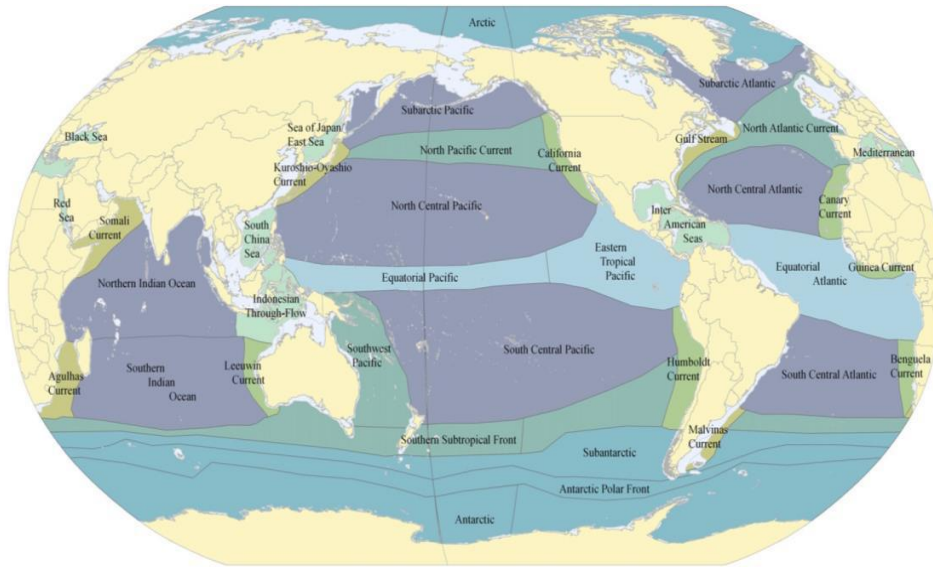 Arctic
Subarctic Atlantic
Subarctic Pacific
Black Sea
Sea of Japan
East Sea
North Pacific Current
California
Current
Gulf Stream
North Atlantic Current
Mediterranean
Kuroshio-Oyashio
Current
Red
Sea
Somali
Current
North Central Pacific
North Central Atlantic
Canary
Current
South
China
Sea
Inter
American
Seas
Eastern
Tropical
Pacific
Equatorial Pacific
Equatorial
Atlantic
Guinea Current
Northern Indian Ocean
Indonesian
Through-Flow
Southwest
Pacific
South Central Pacific
Humboldt
Current
South Central Atlantic
Benguela
Current
Agulhas
Current
Southern
Indian
Ocean
Leeuwin
Current
Malvinas
Current
Southern Subtropical Front
Subantarctic
Antarctic Polar Front
Antarctic